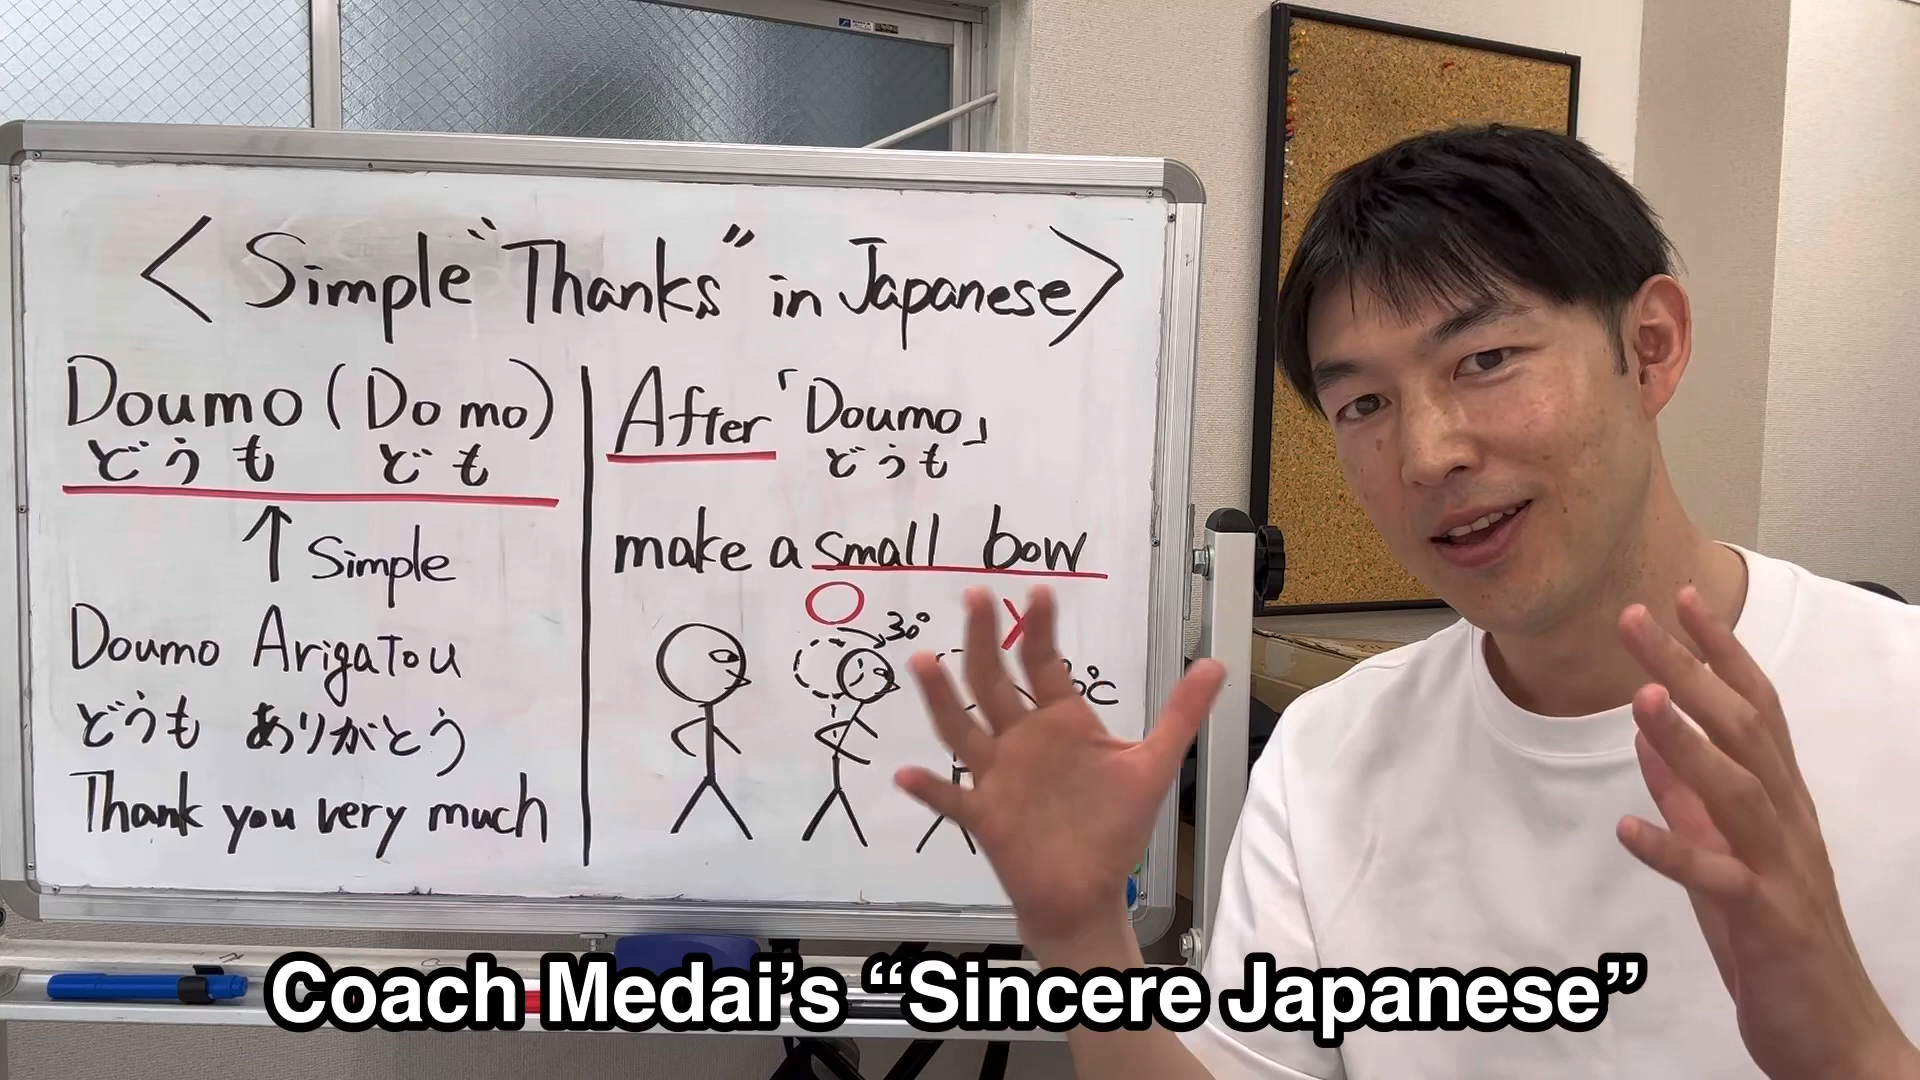 < Simple "Thanks" in Japanese >
Doumo (Do mo)
どうも ども
↑ Simple
Doumo Arigatou
どうも ありがとう
Thank you very much
After「Doumo」
どうも
make a small bow
30°
Coach Medai's “Sincere Japanese”